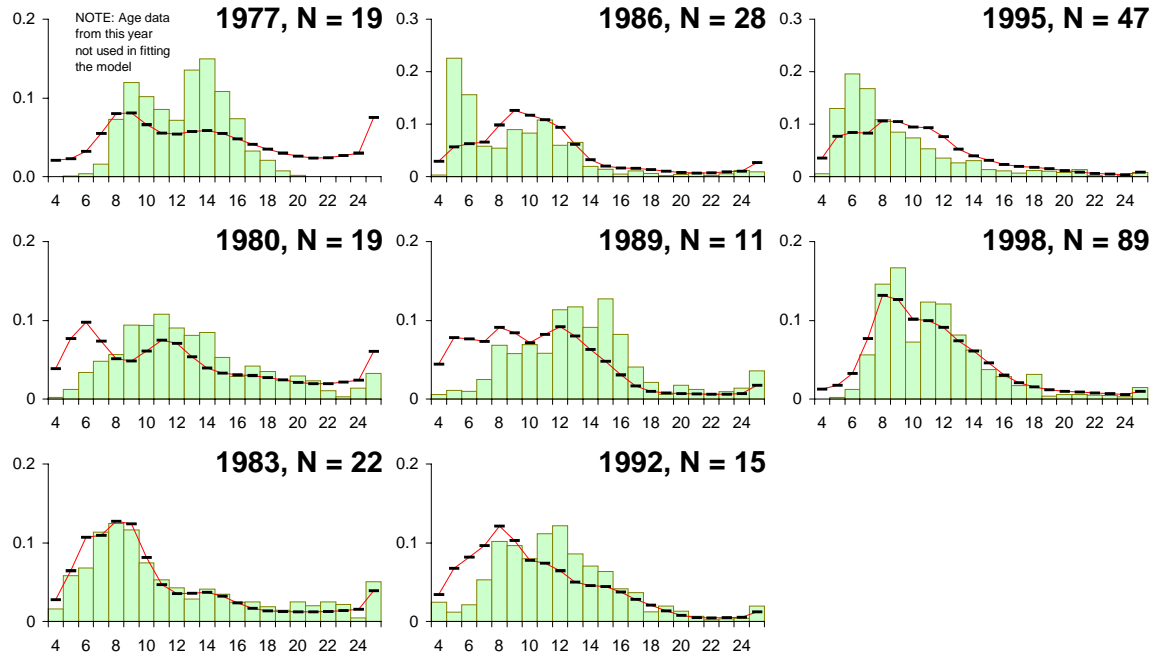 1977, N = 19
NOTE: Age data
from this year
not used in fitting
the model
0.2
0.1
0.0
4 6 8 10 12 14 16 18 20 22 24
1986, N = 28
0.3
0.2
0.1
0
4 6 8 10 12 14 16 18 20 22 24
1995, N = 47
0.3
0.2
0.1
0
4 6 8 10 12 14 16 18 20 22 24
1980, N = 19
0.2
0.1
0
4 6 8 10 12 14 16 18 20 22 24
1989, N = 11
0.2
0.1
0
4 6 8 10 12 14 16 18 20 22 24
1998, N = 89
0.2
0.1
0
4 6 8 10 12 14 16 18 20 22 24
1983, N = 22
0.2
0.1
0
4 6 8 10 12 14 16 18 20 22 24
1992, N = 15
0.2
0.1
0
4 6 8 10 12 14 16 18 20 22 24